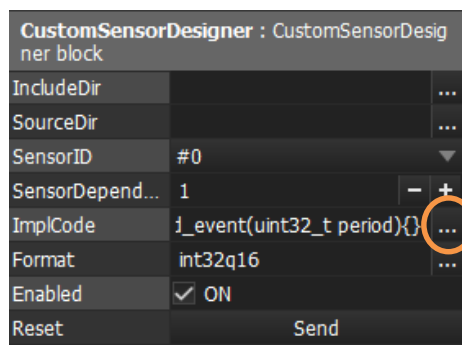 CustomSensorDesigner : CustomSensorDesig
ner block
IncludeDir ...
SourceDir ...
SensorID #0
SensorDepend... 1 − +
ImplCode d_event(uint32_t period){} ...
Format int32q16 ...
Enabled ON
Reset Send